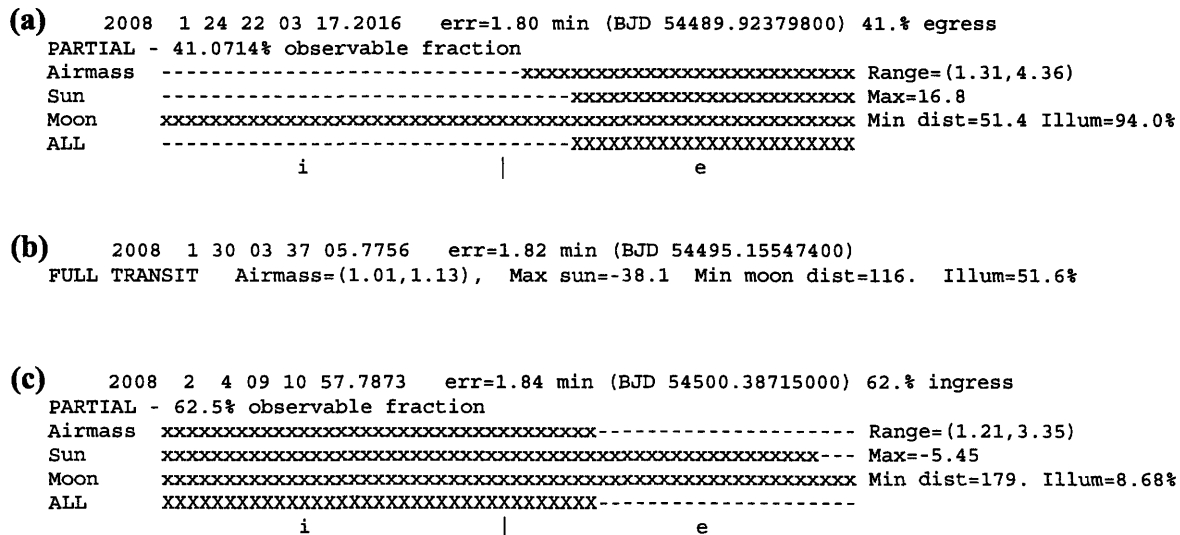 (a) 2008 1 24 22 03 17.2016 err=1.80 min (BJD 54489.92379800) 41.% egress
PARTIAL - 41.0714% observable fraction
Airmass -----------------------------xxxxxxxxxxxxxxxxxxxxxxxxxxx Range=(1.31,4.36)
Sun ---------------------------------xxxxxxxxxxxxxxxxxxxxxxx Max=16.8
Moon xxxxxxxxxxxxxxxxxxxxxxxxxxxxxxxxxxxxxxxxxxxxxxxxxxxxxxxx Min dist=51.4 Illum=94.0%
ALL ---------------------------------XXXXXXXXXXXXXXXXXXXXXXX
i | e
(b) 2008 1 30 03 37 05.7756 err=1.82 min (BJD 54495.15547400)
FULL TRANSIT Airmass=(1.01,1.13), Max sun=-38.1 Min moon dist=116. Illum=51.6%
(c) 2008 2 4 09 10 57.7873 err=1.84 min (BJD 54500.38715000) 62.% ingress
PARTIAL - 62.5% observable fraction
Airmass xxxxxxxxxxxxxxxxxxxxxxxxxxxxxxxxxxx--------------------- Range=(1.21,3.35)
Sun xxxxxxxxxxxxxxxxxxxxxxxxxxxxxxxxxxxxxxxxxxxxxxxxxxxxx--- Max=-5.45
Moon xxxxxxxxxxxxxxxxxxxxxxxxxxxxxxxxxxxxxxxxxxxxxxxxxxxxxxxx Min dist=179. Illum=8.68%
ALL XXXXXXXXXXXXXXXXXXXXXXXXXXXXXXXXXXX---------------------
i | e